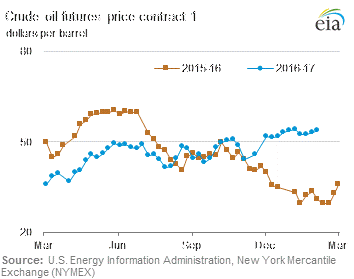 Crude oil futures price contract 1
dollars per barrel
eia
80
2015-16 2016-17
50
20
Mar Jun Sep Dec Mar
Source: U.S. Energy Information Administration, New York Mercantile
Exchange (NYMEX)